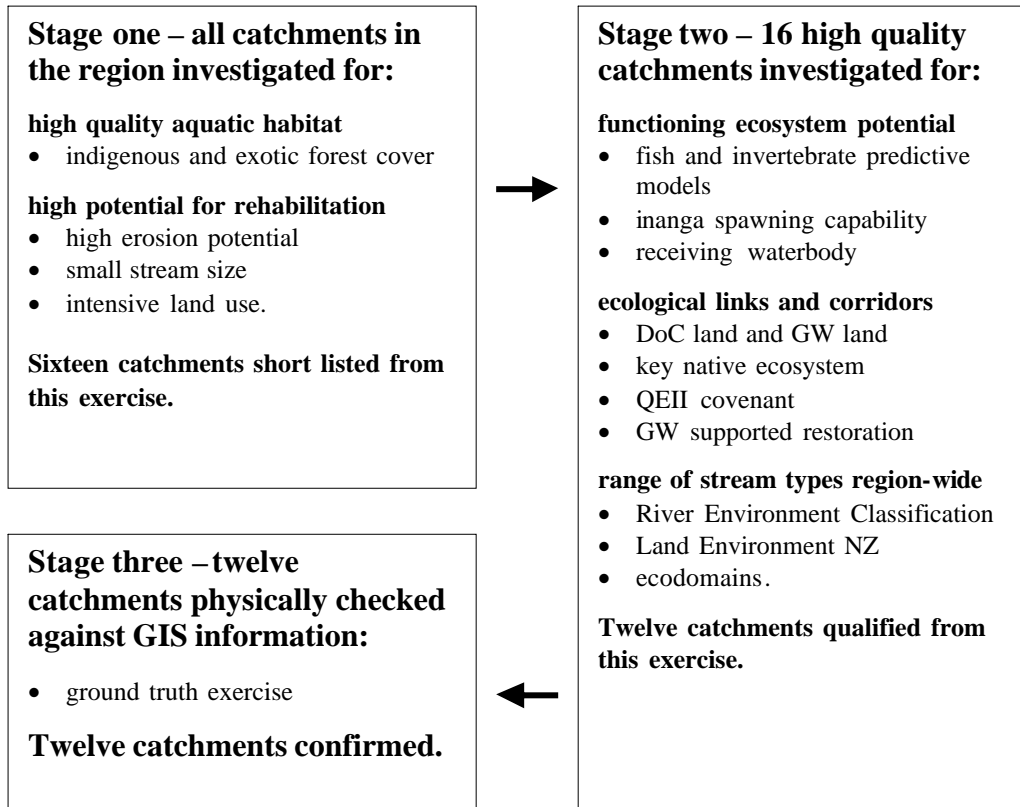 Stage one – all catchments in
the region investigated for:
high quality aquatic habitat
• indigenous and exotic forest cover
high potential for rehabilitation
• high erosion potential
• small stream size
• intensive land use.
Sixteen catchments short listed from
this exercise.
Stage two – 16 high quality
catchments investigated for:
functioning ecosystem potential
• fish and invertebrate predictive
models
• inanga spawning capability
• receiving waterbody
ecological links and corridors
• DoC land and GW land
• key native ecosystem
• QEII covenant
• GW supported restoration
range of stream types region-wide
• River Environment Classification
• Land Environment NZ
• ecodomains.
Twelve catchments qualified from
this exercise.
Stage three – twelve
catchments physically checked
against GIS information:
• ground truth exercise
Twelve catchments confirmed.